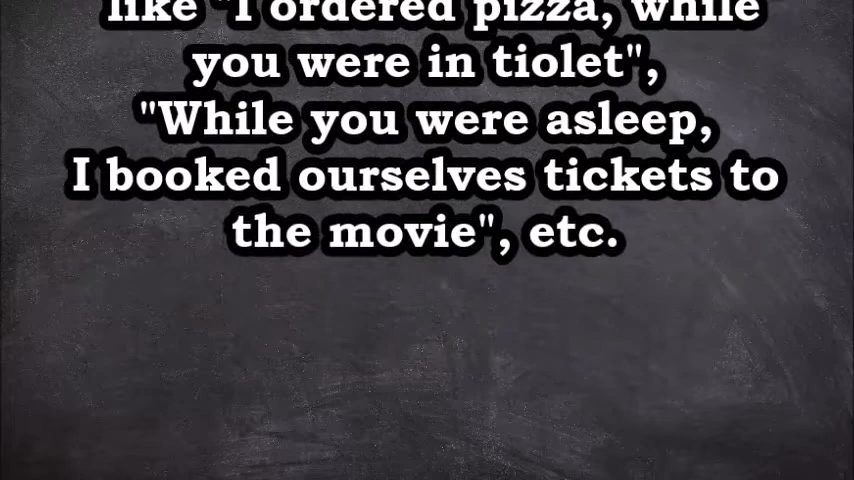 like "I ordered pizza, while
you were in tiolet",
"While you were asleep,
I booked ourselves tickets to
the movie", etc.